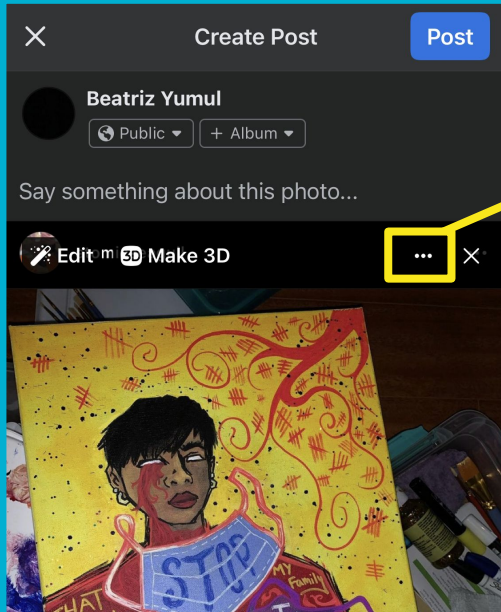 Create Post
Post
Beatriz Yumul
Public
+ Album
Say something about this photo...
Edit
3D Make 3D
STOP
THAT
MY
Family
I